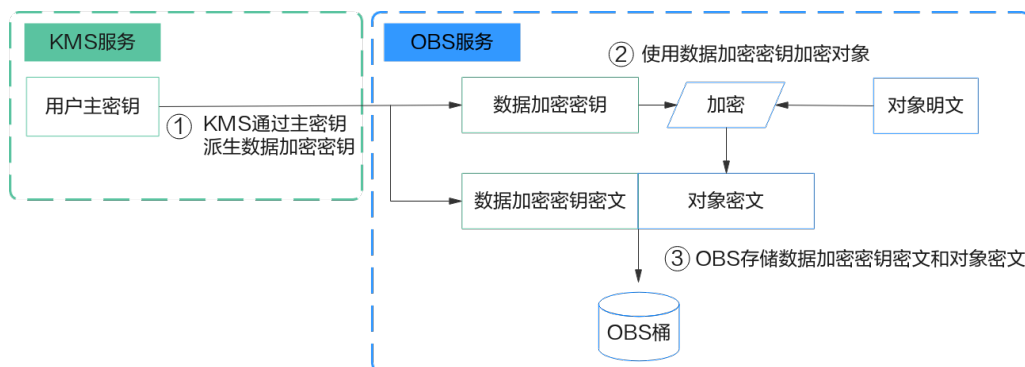 KMS服务
OBS服务
② 使用数据加密密钥加密对象
用户主密钥
数据加密密钥
加密
对象明文
① KMS通过主密钥
派生数据加密密钥
数据加密密钥密文
对象密文
③ OBS存储数据加密密钥密文和对象密文
OBS桶